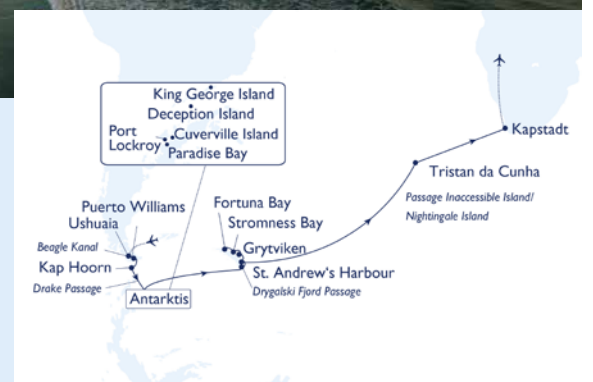 King George Island
Deception Island
Port
Lockroy
Cuverville Island
Paradise Bay
Kapstadt
Tristan da Cunha
Passage Inaccessible Island/
Nightingale Island
Fortuna Bay
Stromness Bay
Grytviken
St. Andrew's Harbour
Drygalski Fjord Passage
Puerto Williams
Ushuaia
Beagle Kanal
Kap Hoorn
Drake Passage
Antarktis